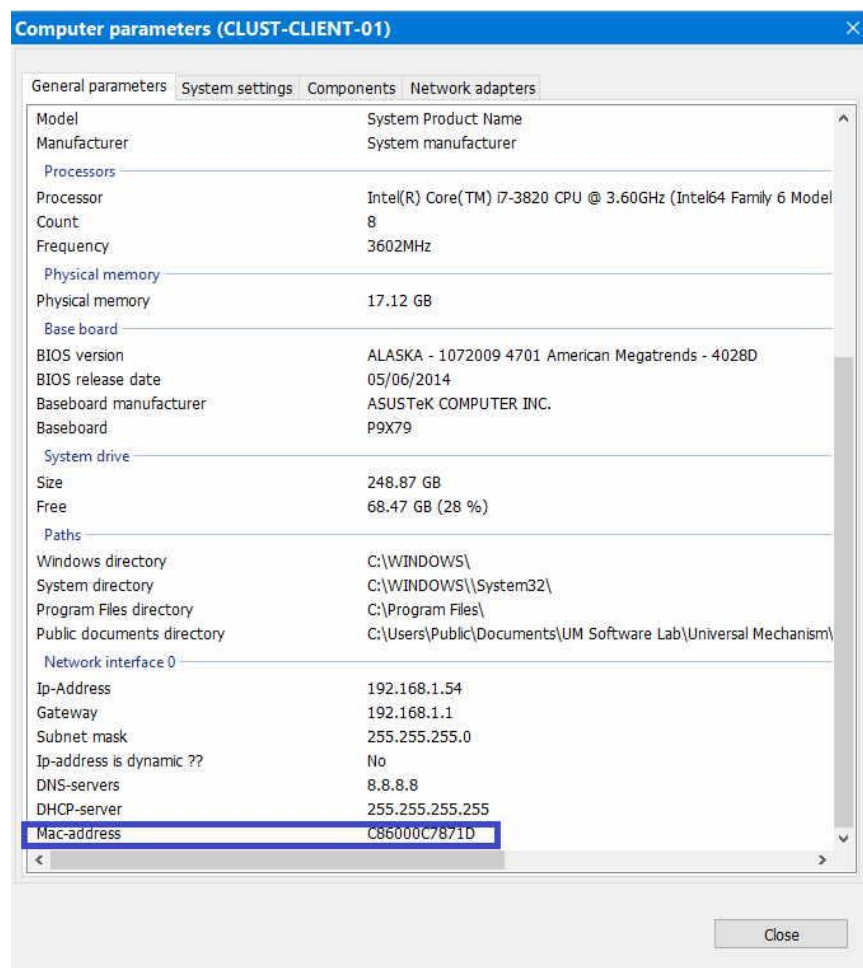 Computer parameters (CLUST-CLIENT-01)
General parameters System settings Components Network adapters
Model System Product Name
Manufacturer System manufacturer
Processors
Processor Intel(R) Core(TM) i7-3820 CPU @ 3.60GHz (Intel64 Family 6 Model
Count 8
Frequency 3602MHz
Physical memory
Physical memory 17.12 GB
Base board
BIOS version ALASKA - 1072009 4701 American Megatrends - 4028D
BIOS release date 05/06/2014
Baseboard manufacturer ASUSTeK COMPUTER INC.
Baseboard P9X79
System drive
Size 248.87 GB
Free 68.47 GB (28 %)
Paths
Windows directory C:\WINDOWS\
System directory C:\WINDOWS\\System32\
Program Files directory C:\Program Files\
Public documents directory C:\Users\Public\Documents\UM Software Lab\Universal Mechanism\
Network interface 0
Ip-Address 192.168.1.54
Gateway 192.168.1.1
Subnet mask 255.255.255.0
Ip-address is dynamic ?? No
DNS-servers 8.8.8.8
DHCP-server 255.255.255.255
Mac-address C86000C7871D
Close